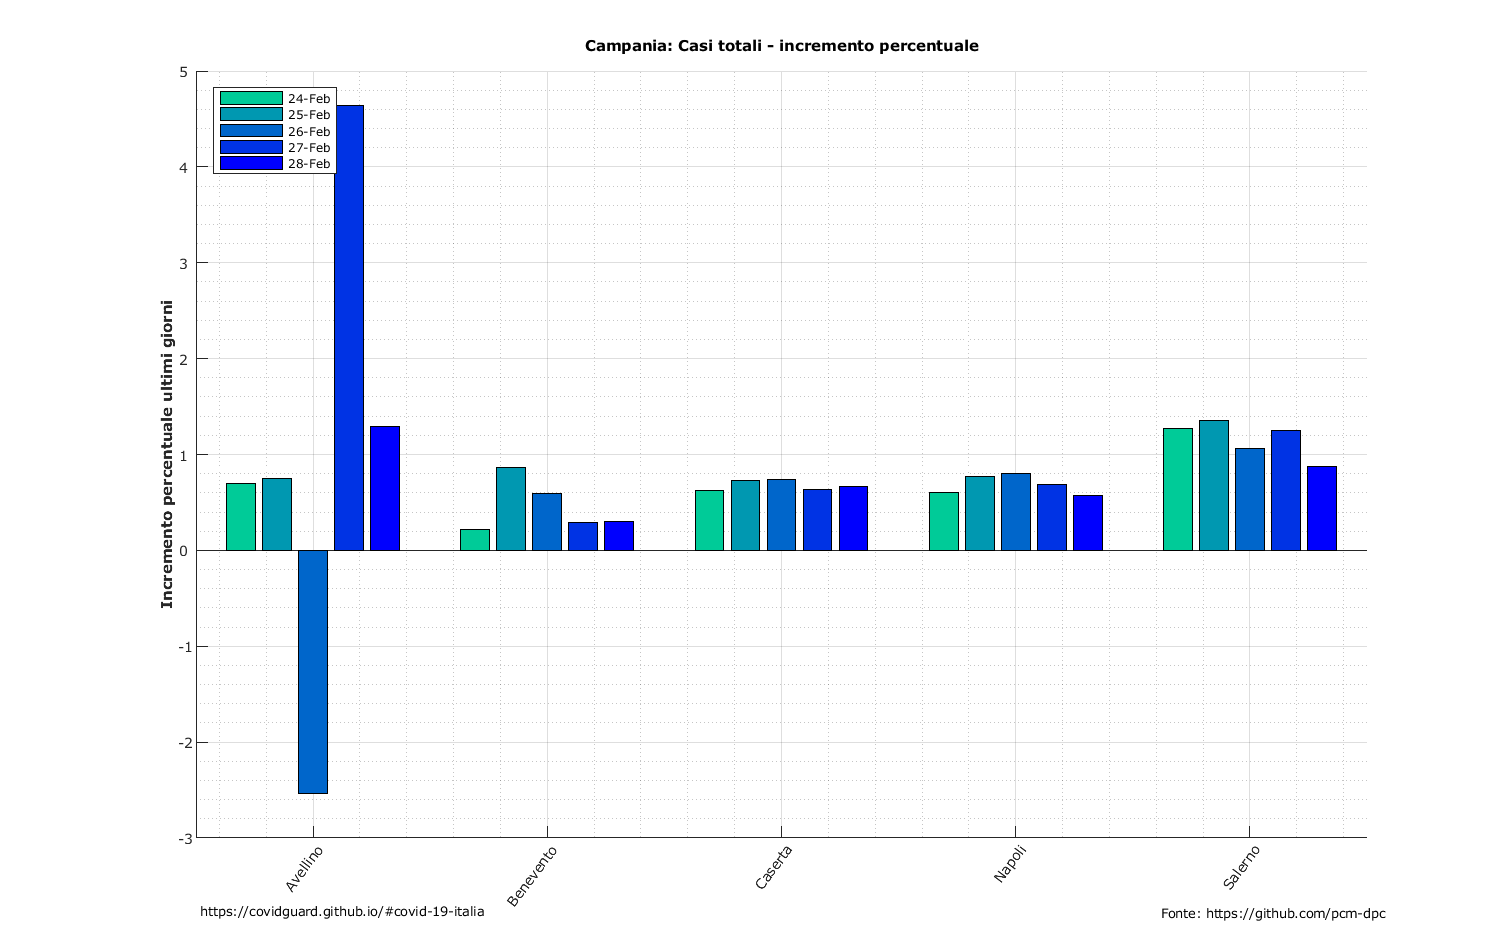 Campania: Casi totali - incremento percentuale
Incremento percentuale ultimi giorni
5
4
3
2
1
0
-1
-2
-3
24-Feb
25-Feb
26-Feb
27-Feb
28-Feb
Avellino
Benevento
Caserta
Napoli
Salerno
https://covidguard.github.io/#covid-19-italia
Fonte: https://github.com/pcm-dpc